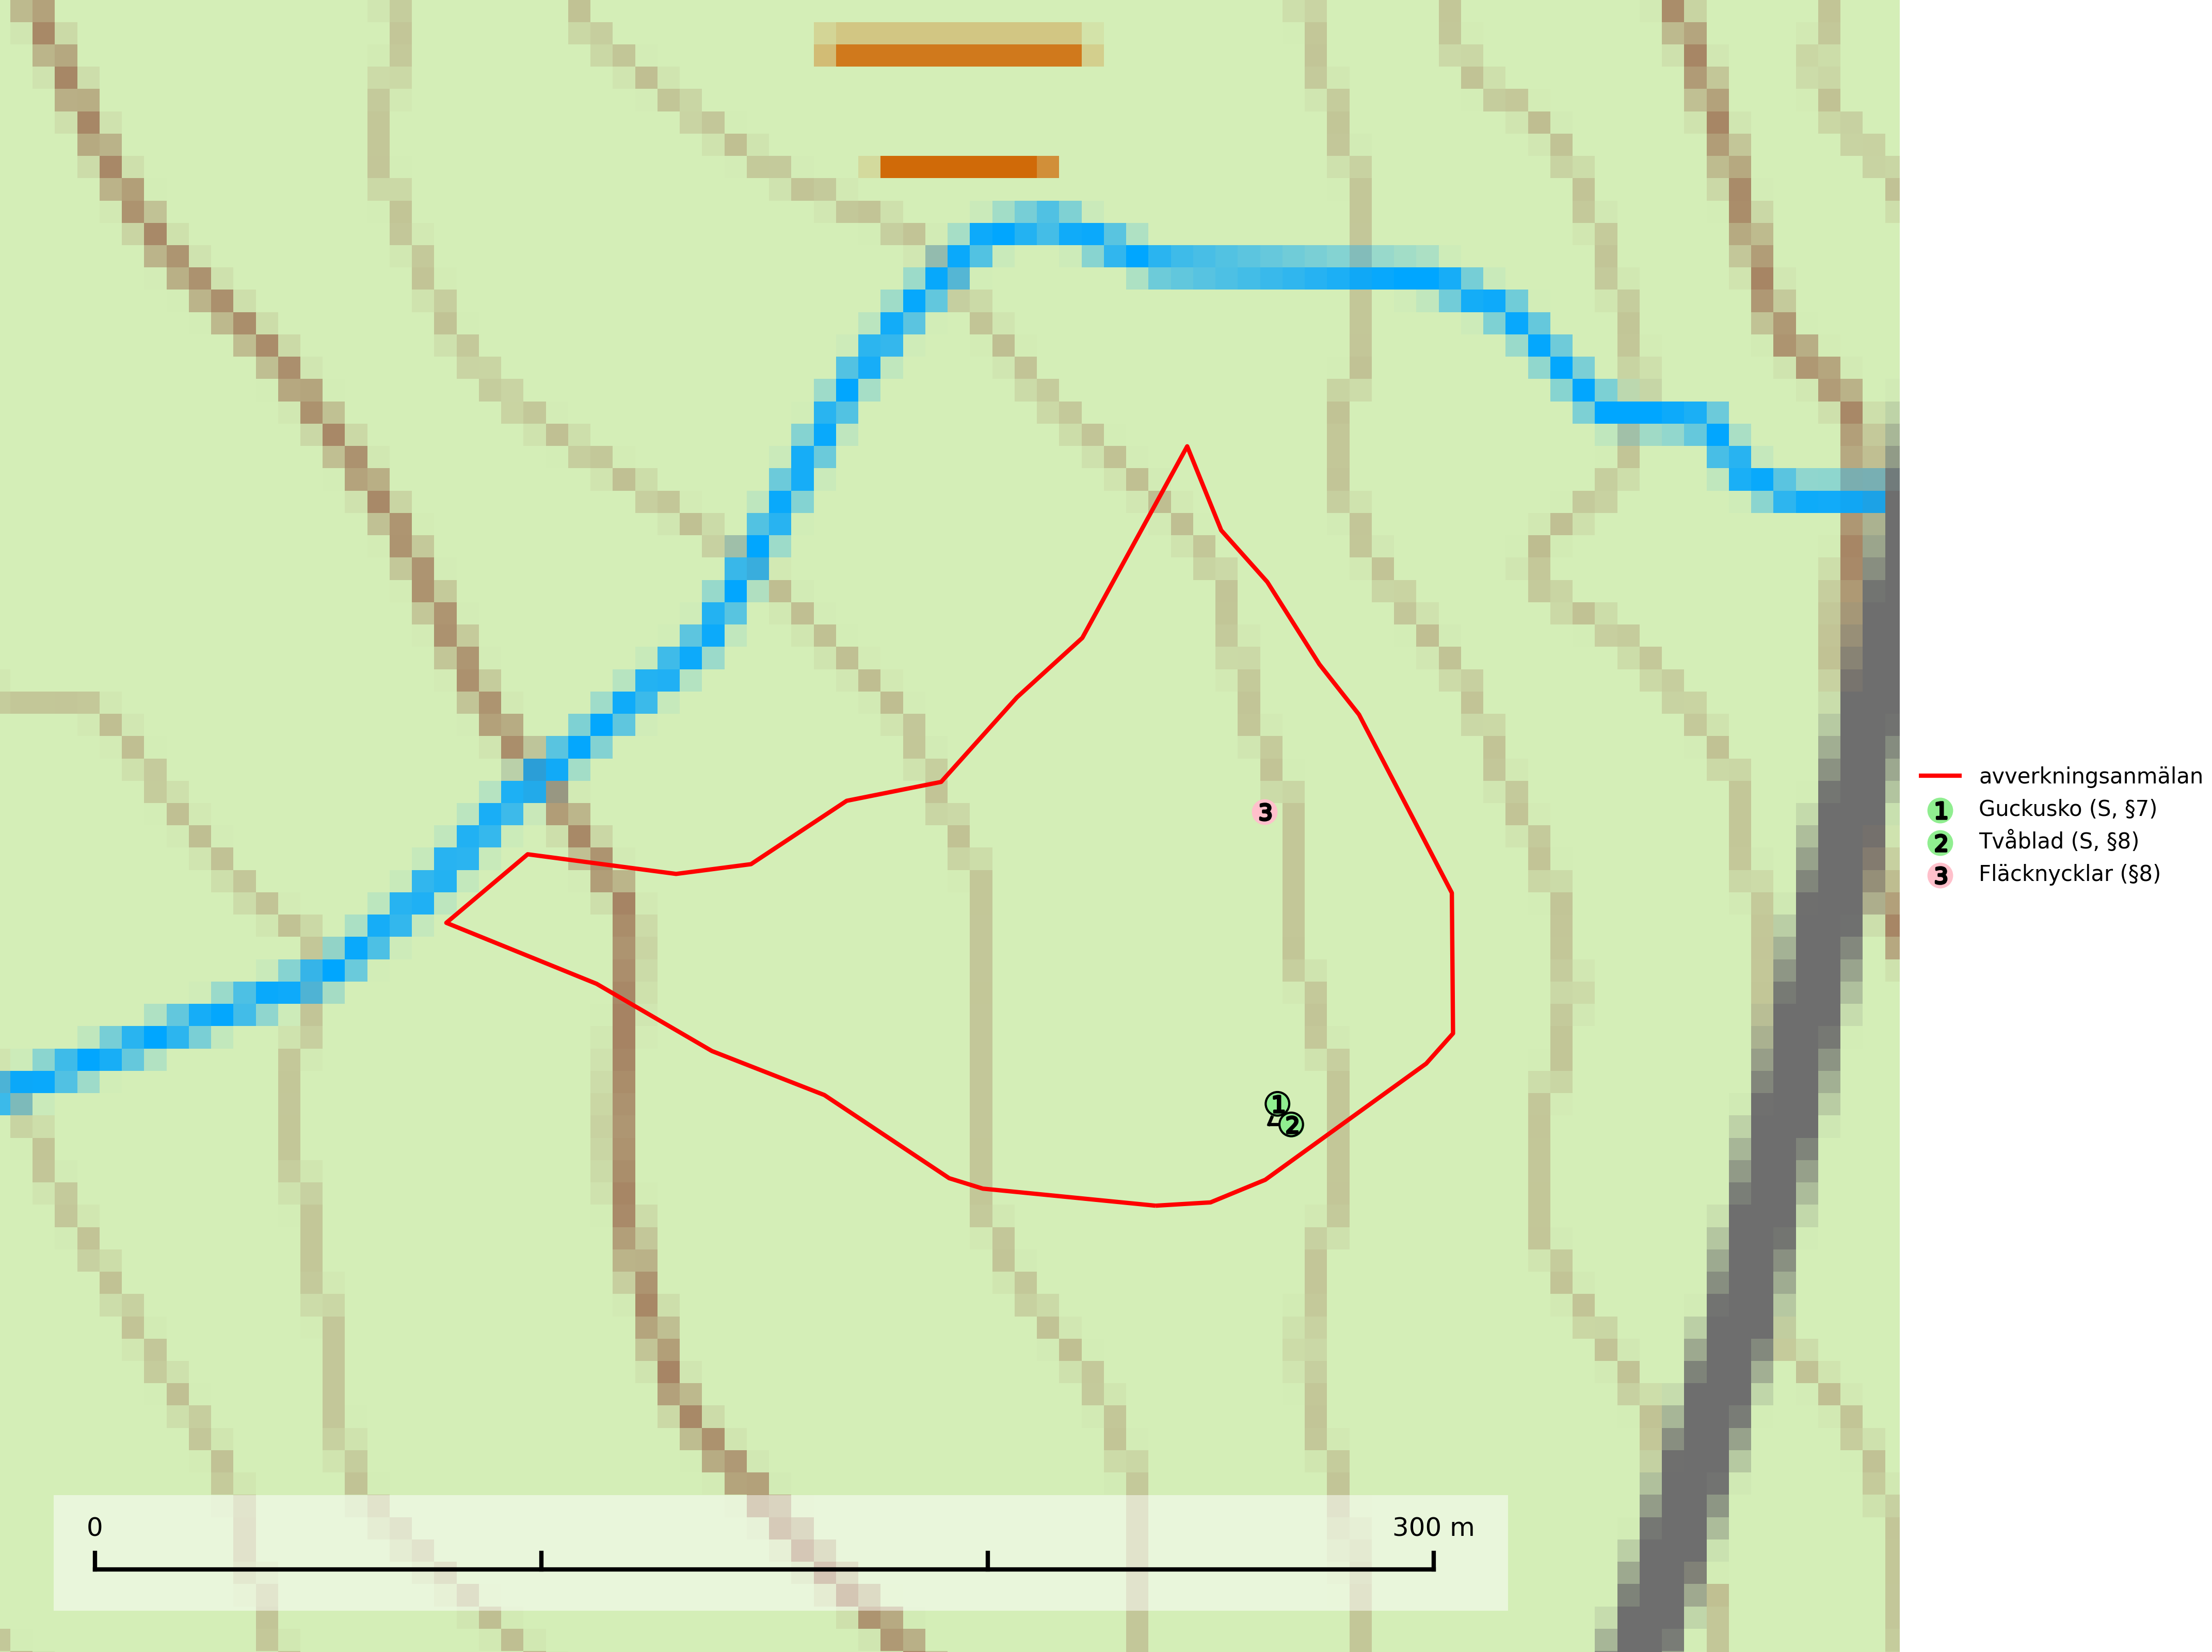 avverkningsanmälan
1 Guckusko (S, §7)
2 Tvåblad (S, §8)
3 Fläcknycklar (§8)
3
1
2
0 300 m